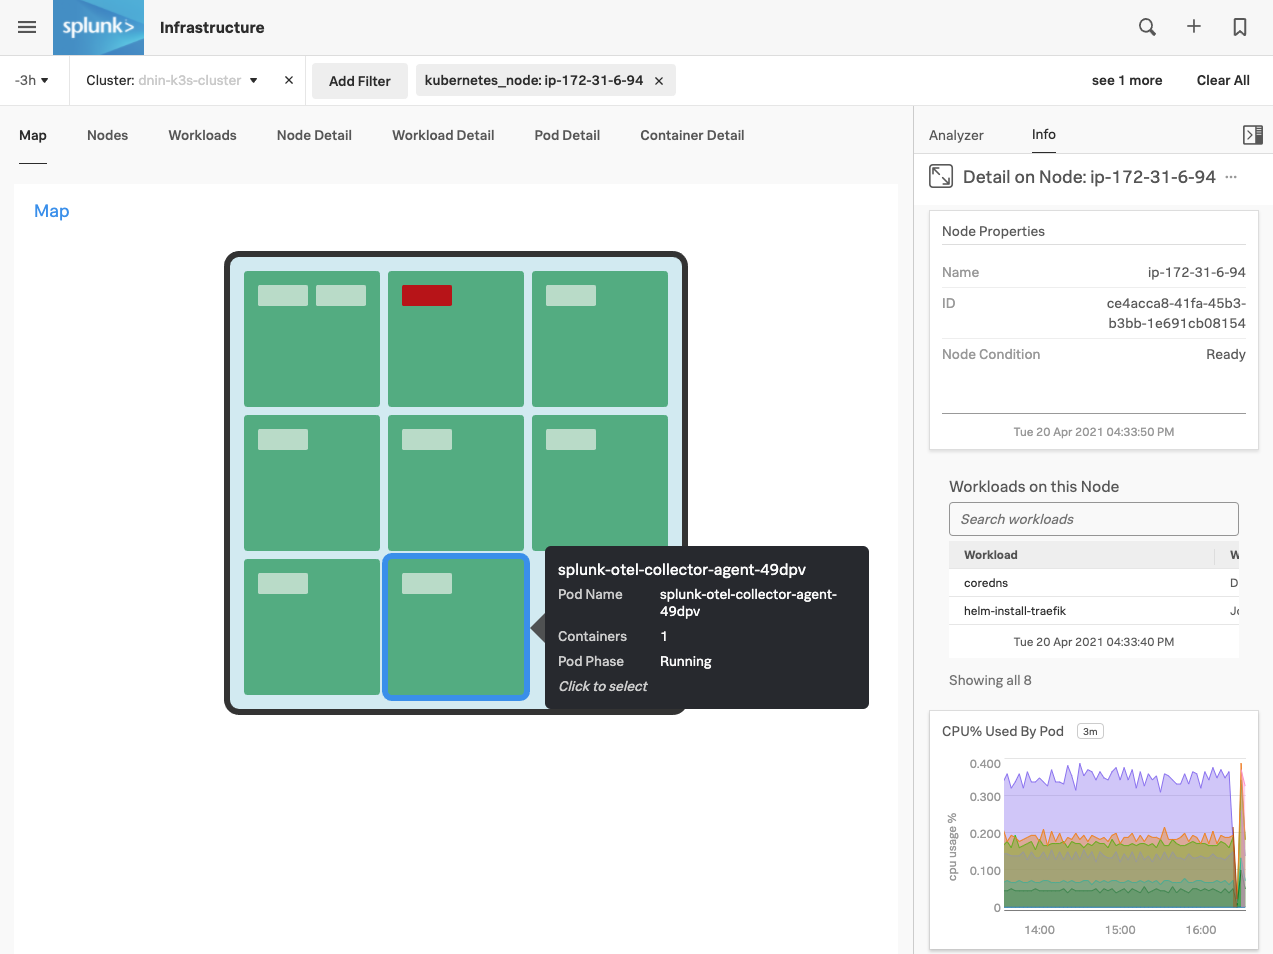 splunk> Infrastructure
-3h Cluster: dnin-k3s-cluster Add Filter kubernetes_node: ip-172-31-6-94 see 1 more Clear All
Map Nodes Workloads Node Detail Workload Detail Pod Detail Container Detail
Map
splunk-otel-collector-agent-49dpv
Pod Name splunk-otel-collector-agent-
49dpv
Containers 1
Pod Phase Running
Click to select
Analyzer Info
Detail on Node: ip-172-31-6-94 ...
Node Properties
Name ip-172-31-6-94
ID ce4acca8-41fa-45b3-
b3bb-1e691cb08154
Node Condition Ready
Tue 20 Apr 2021 04:33:50 PM
Workloads on this Node
Search workloads
Workload W
coredns D
helm-install-traefik Jo
Tue 20 Apr 2021 04:33:40 PM
Showing all 8
CPU% Used By Pod 3m
cpu usage %
0.400
0.300
0.200
0.100
0
14:00 15:00 16:00